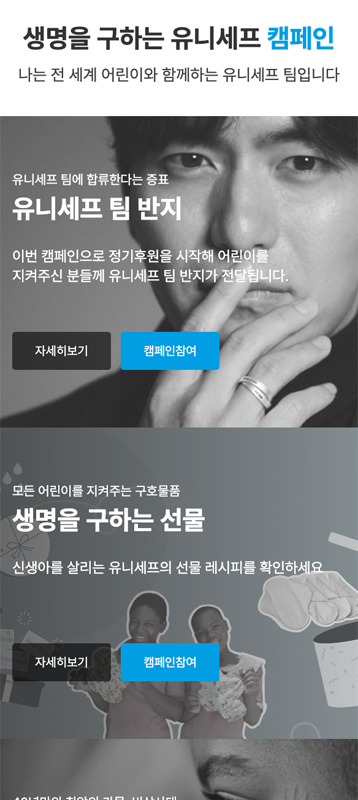 생명을 구하는 유니세프 캠페인
나는 전 세계 어린이와 함께하는 유니세프 팀입니다
유니세프 팀에 합류한다는 증표
유니세프 팀 반지
이번 캠페인으로 정기후원을 시작해 어린이를
지켜주신 분들께 유니세프 팀 반지가 전달됩니다.
자세히보기
캠페인참여
모든 어린이를 지켜주는 구호물품
생명을 구하는 선물
신생아를 살리는 유니세프의 선물 레시피를 확인하세요
자세히보기
캠페인참여